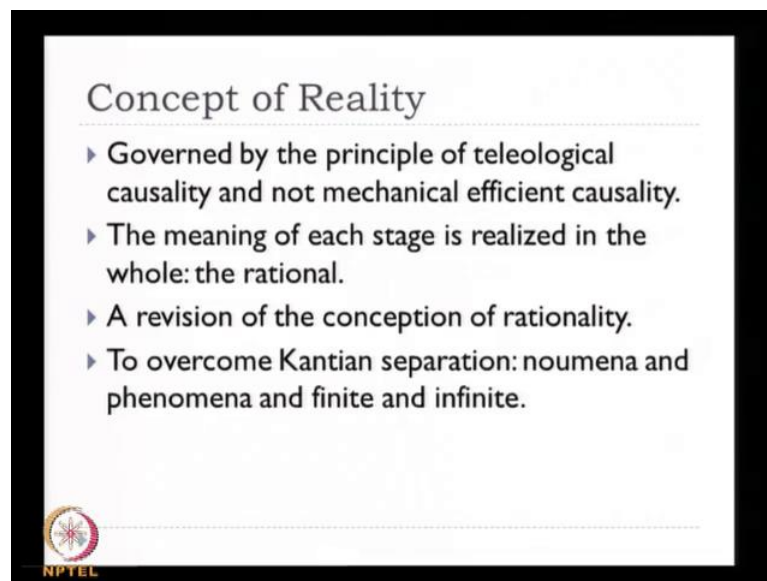 Concept of Reality
Governed by the principle of teleological
causality and not mechanical efficient causality.
The meaning of each stage is realized in the
whole: the rational.
A revision of the conception of rationality.
To overcome Kantian separation: noumena and
phenomena and finite and infinite.
NPTEL